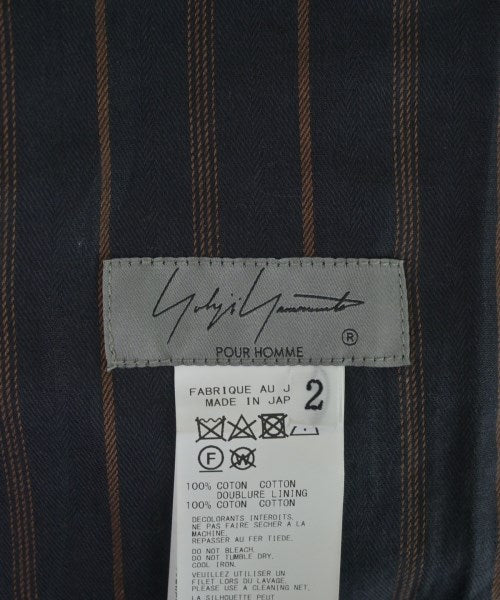 Yohji Yamamoto
®
POUR HOMME
FABRIQUE AU J
MADE IN JAP
2
F
W
100% COTON COTTON
DOUBLURE LINING
100% COTON COTTON
DECOLORANTS INTERDITS.
NE PAS FAIRE SECHER A LA
MACHINE.
REPASSER AU FER TIEDE.
DO NOT BLEACH.
DO NOT TUMBLE DRY.
COOL IRON.
VEUILLEZ UTILISER UN
FILET LORS DU LAVAGE.
PLEASE USE A CLEANING NET.
LA SILHOUETTE PEUT